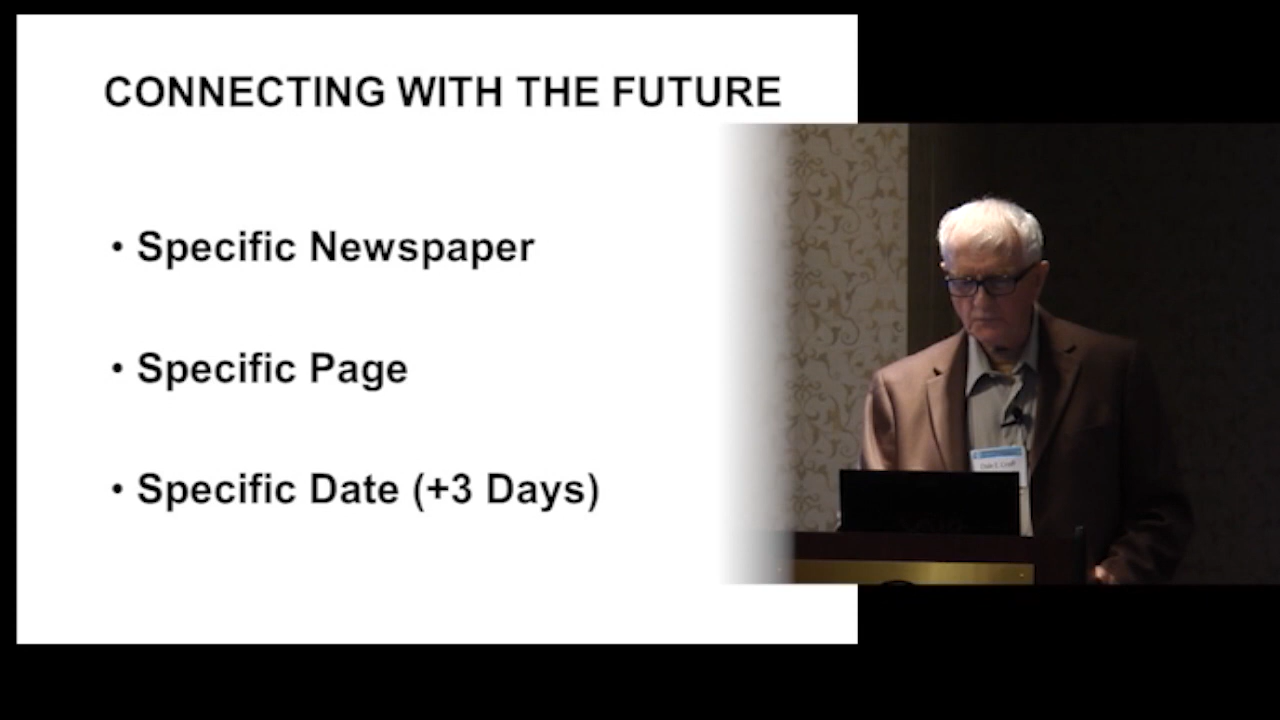 CONNECTING WITH THE FUTURE
• Specific Newspaper
• Specific Page
• Specific Date (+3 Days)